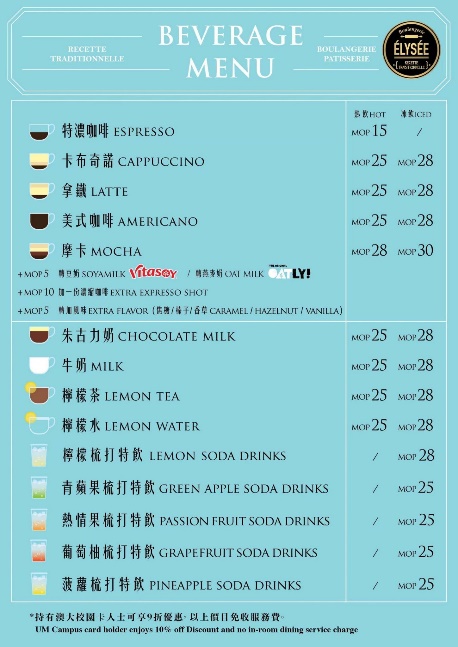 BEVERAGE
MENU
RECETTE
TRADITIONNELLE
BOULANGERIE
PATISSERIE
Boulangerie
ÉLYSÉE
熱飲HOT 凍飲ICED
特濃咖啡 ESPRESSO MOP 15 /
卡布奇諾 CAPPUCCINO MOP 25 MOP 28
拿鐵 LATTE MOP 25 MOP 28
美式咖啡 AMERICANO MOP 25 MOP 28
摩卡 MOCHA MOP 28 MOP 30
+MOP 5 轉豆奶 SOYAMILK Vitasoy / 轉燕麥奶 OAT MILK OATLY!
+MOP 10 加一份濃縮咖啡 EXTRA EXPRESSO SHOT
+MOP 5 轉加風味 EXTRA FLAVOR (焦糖/榛子/香草 CARAMEL / HAZELNUT / VANILLA)
朱古力奶 CHOCOLATE MILK MOP 25 MOP 28
牛奶 MILK MOP 25 MOP 28
檸檬茶 LEMON TEA MOP 25 MOP 28
檸檬水 LEMON WATER MOP 25 MOP 28
檸檬梳打特飲 LEMON SODA DRINKS / MOP 28
青蘋果梳打特飲 GREEN APPLE SODA DRINKS / MOP 25
熱情果梳打特飲 PASSION FRUIT SODA DRINKS / MOP 25
葡萄柚梳打特飲 GRAPEFRUIT SODA DRINKS / MOP 25
菠蘿梳打特飲 PINEAPPLE SODA DRINKS / MOP 25
*持有澳大校園卡人士可享9折優惠，以上價目免收服務費。
UM Campus card holder enjoys 10% off Discount and no in-room dining service charge